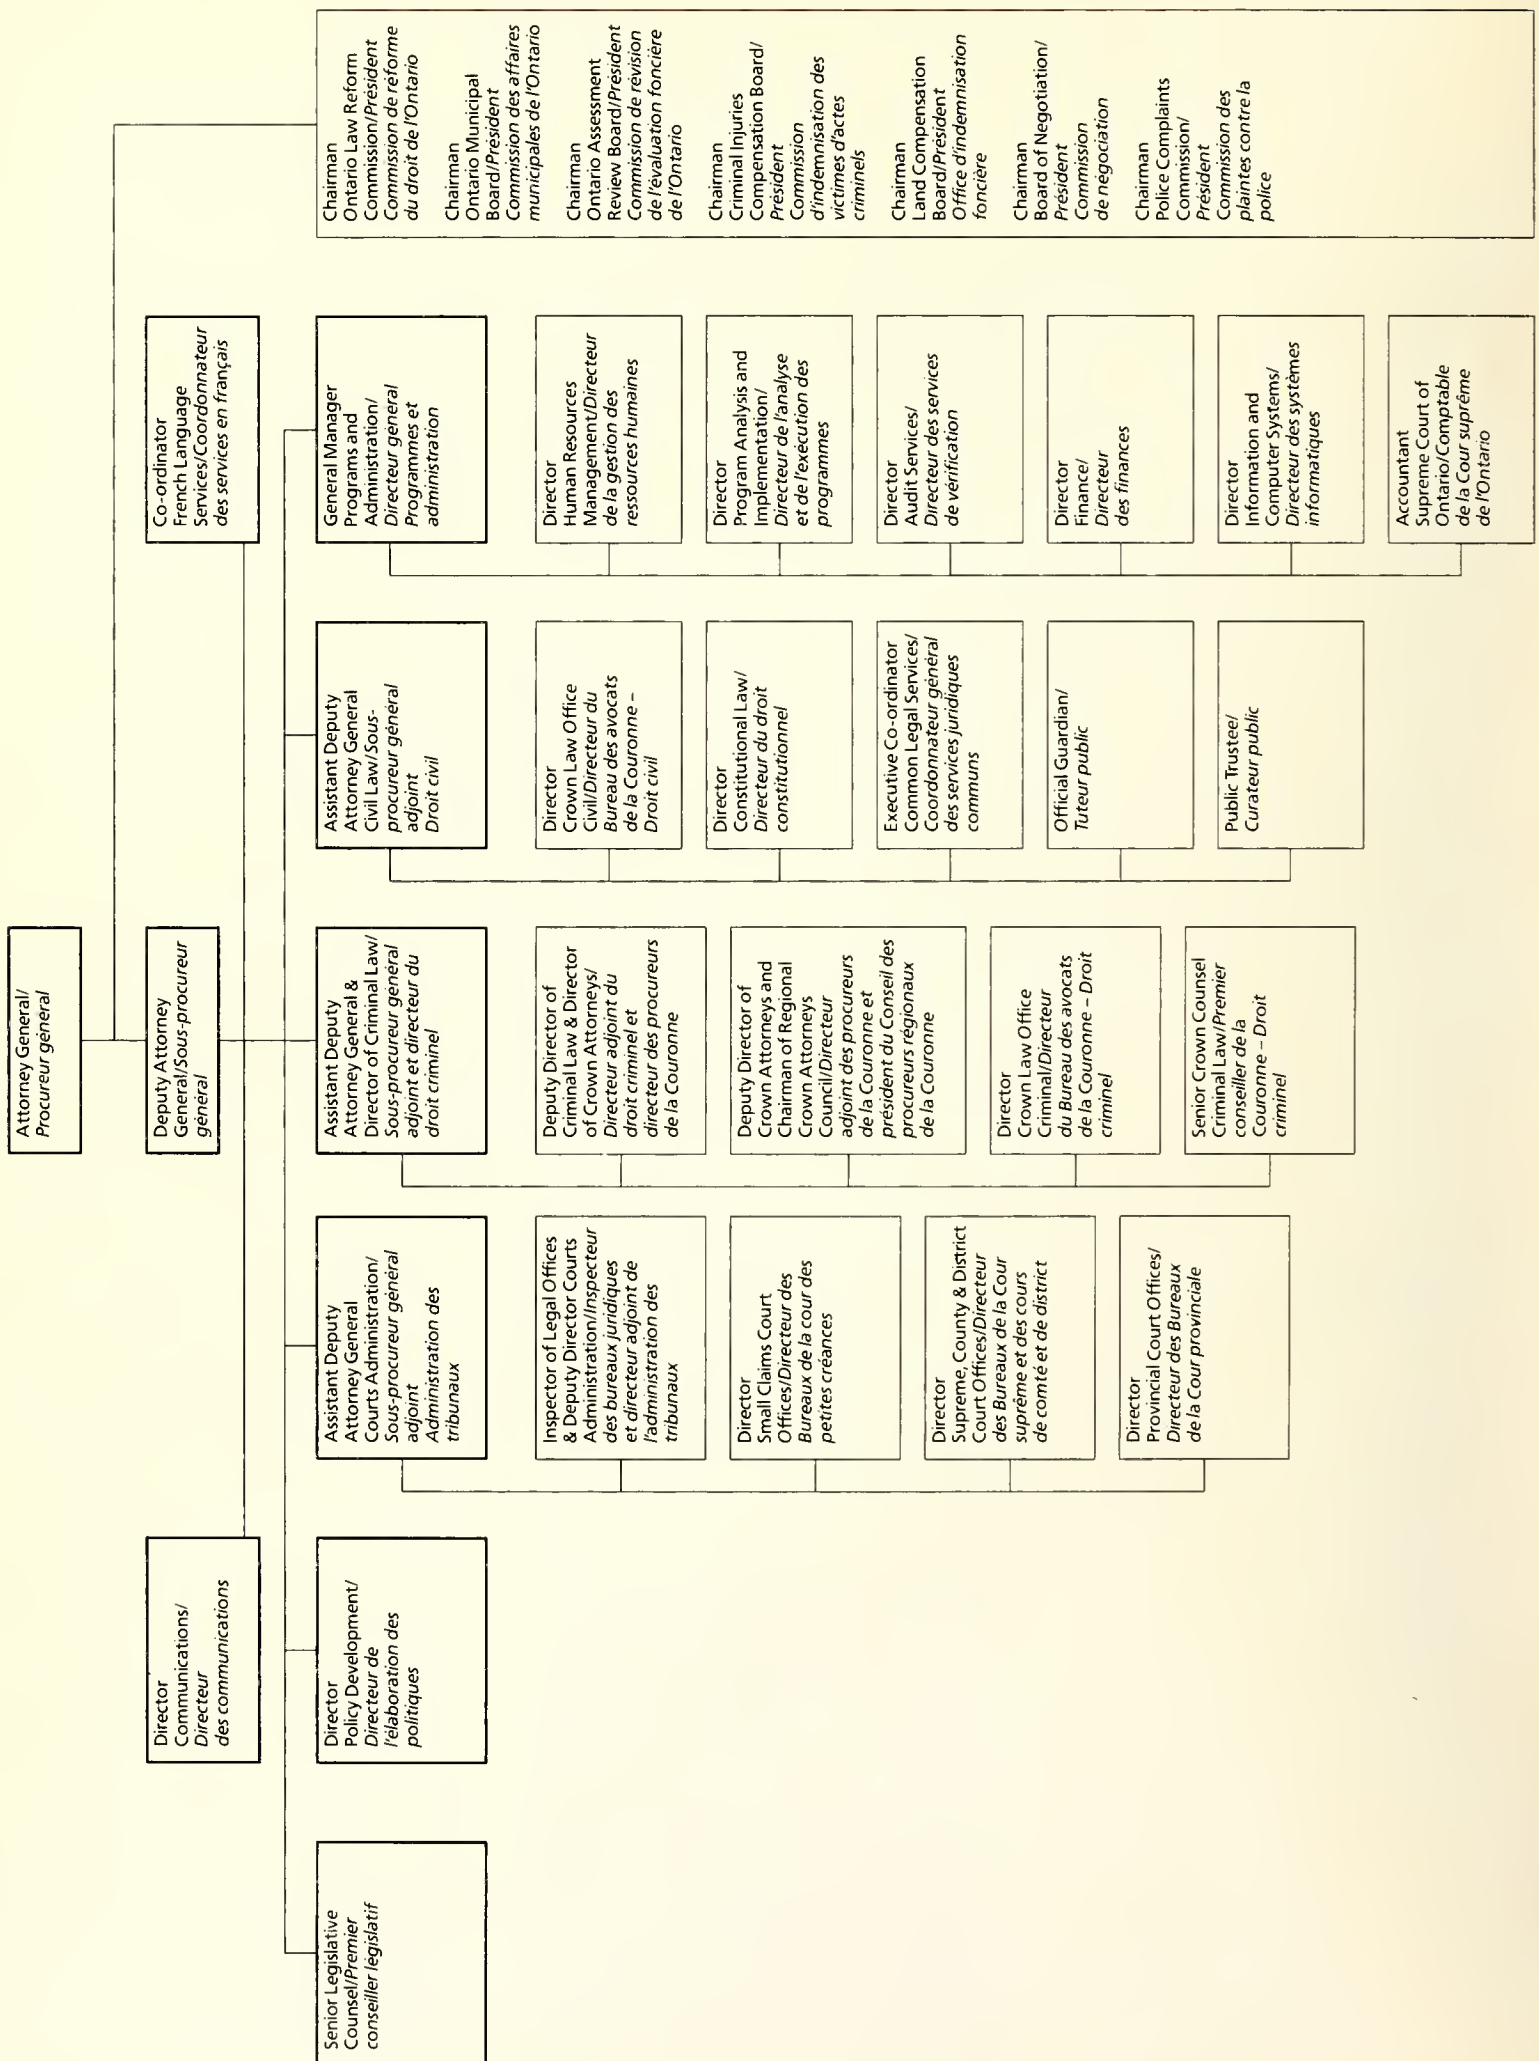 Attorney General/
Procureur général
Deputy Attorney
General/Sous-procureur
général
Director
Communications/
Directeur
des communications
Co-ordinator
French Language
Services/Coordonnateur
des services en français
Senior Legislative
Counsel/Premier
conseiller législatif
Director
Policy Development/
Directeur de
l'élaboration des
politiques
Assistant Deputy
Attorney General
Courts Administration/
Sous-procureur général
adjoint
Administration des
tribunaux
Inspector of Legal Offices
& Deputy Director Courts
Administration/Inspecteur
des bureaux juridiques
et directeur adjoint de
l'administration des
tribunaux
Director
Small Claims Court
Offices/Directeur des
Bureaux de la cour des
petites créances
Director
Supreme, County & District
Court Offices/Directeur
des Bureaux de la Cour
suprême et des cours
de comté et de district
Director
Provincial Court Offices/
Directeur des Bureaux
de la Cour provinciale
Assistant Deputy
Attorney General &
Director of Criminal Law/
Sous-procureur général
adjoint et directeur du
droit criminel
Deputy Director of
Criminal Law & Director
of Crown Attorneys/
Directeur adjoint du
droit criminel et
directeur des procureurs
de la Couronne
Deputy Director of
Crown Attorneys and
Chairman of Regional
Crown Attorneys
Council/Directeur
adjoint des procureurs
de la Couronne et
président du Conseil des
procureurs régionaux
de la Couronne
Director
Crown Law Office
Criminal/Directeur
du Bureau des avocats
de la Couronne – Droit
criminel
Senior Crown Counsel
Criminal Law/Premier
conseiller de la
Couronne – Droit
criminel
Assistant Deputy
Attorney General
Civil Law/Sous-
procureur général
adjoint
Droit civil
Director
Crown Law Office
Civil/Directeur du
Bureau des avocats
de la Couronne –
Droit civil
Director
Constitutional Law/
Directeur du droit
constitutionnel
Executive Co-ordinator
Common Legal Services/
Coordonnateur général
des services juridiques
communs
Official Guardian/
Tuteur public
Public Trustee/
Curateur public
General Manager
Programs and
Administration/
Directeur général
Programmes et
administration
Director
Human Resources
Management/Directeur
de la gestion des
ressources humaines
Director
Program Analysis and
Implementation/
Directeur de l'analyse
et de l'exécution des
programmes
Director
Audit Services/
Directeur des services
de vérification
Director
Finance/
Directeur
des finances
Director
Information and
Computer Systems/
Directeur des systèmes
informatiques
Accountant
Supreme Court of
Ontario/Comptable
de la Cour suprême
de l'Ontario
Chairman
Ontario Law Reform
Commission/Président
Commission de réforme
du droit de l'Ontario
Chairman
Ontario Municipal
Board/Président
Commission des affaires
municipales de l'Ontario
Chairman
Ontario Assessment
Review Board/Président
Commission de révision
de l'évaluation foncière
de l'Ontario
Chairman
Criminal Injuries
Compensation Board/
Président
Commission
d'indemnisation des
victimes d'actes
criminels
Chairman
Land Compensation
Board/Président
Office d'indemnisation
foncière
Chairman
Board of Negotiation/
Président
Commission
de négociation
Chairman
Police Complaints
Commission/
Président
Commission des
plaintes contre la
police